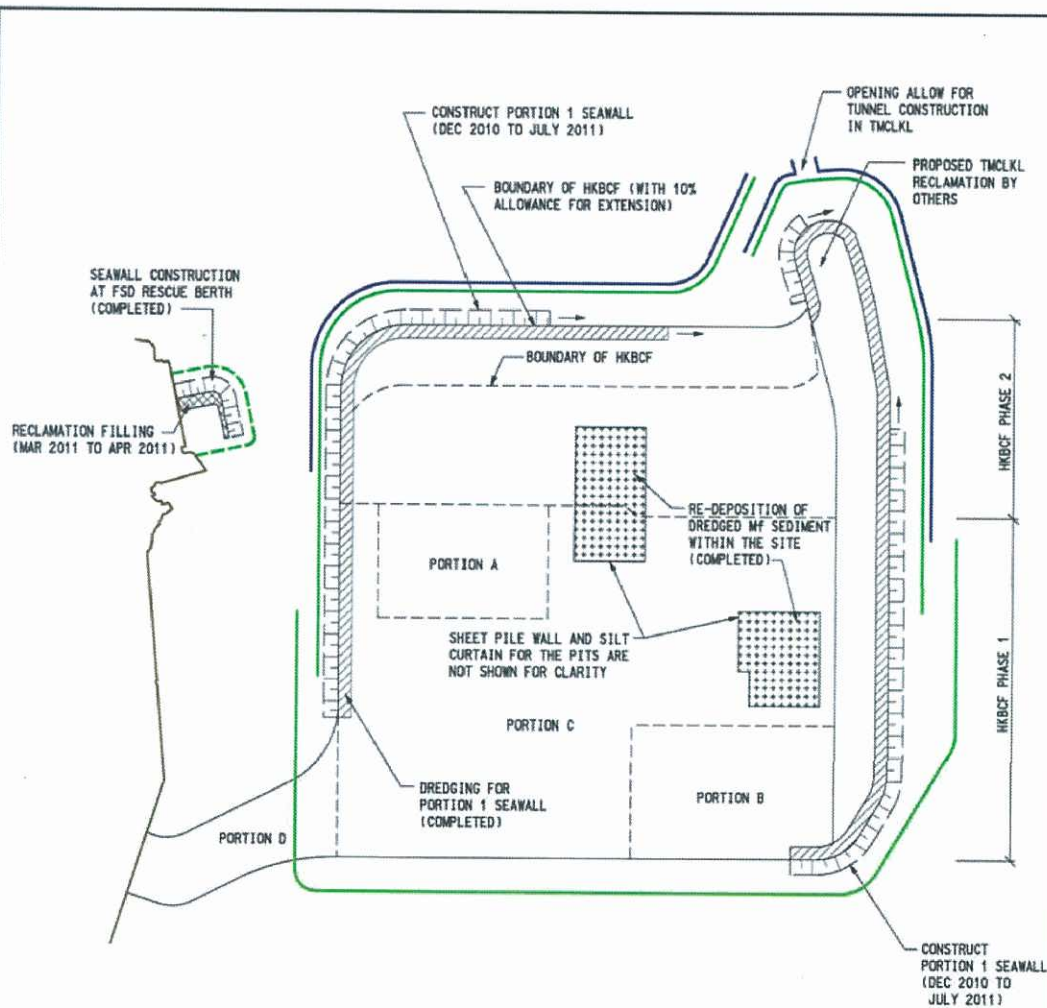 OPENING ALLOW FOR
TUNNEL CONSTRUCTION
IN TMCLKL
CONSTRUCT PORTION 1 SEAWALL
(DEC 2010 TO JULY 2011)
PROPOSED TMCLKL
RECLAMATION BY
OTHERS
BOUNDARY OF HKBCF (WITH 10%
ALLOWANCE FOR EXTENSION)
SEAWALL CONSTRUCTION
AT FSD RESCUE BERTH
(COMPLETED)
BOUNDARY OF HKBCF
RECLAMATION FILLING
(MAR 2011 TO APR 2011)
HKBCF PHASE 2
RE-DEPOSITION OF
DREDGED Mf SEDIMENT
WITHIN THE SITE
(COMPLETED)
PORTION A
SHEET PILE WALL AND SILT
CURTAIN FOR THE PITS ARE
NOT SHOWN FOR CLARITY
HKBCF PHASE 1
PORTION C
DREDGING FOR
PORTION 1 SEAWALL
(COMPLETED)
PORTION B
PORTION D
CONSTRUCT
PORTION 1 SEAWALL
(DEC 2010 TO
JULY 2011)